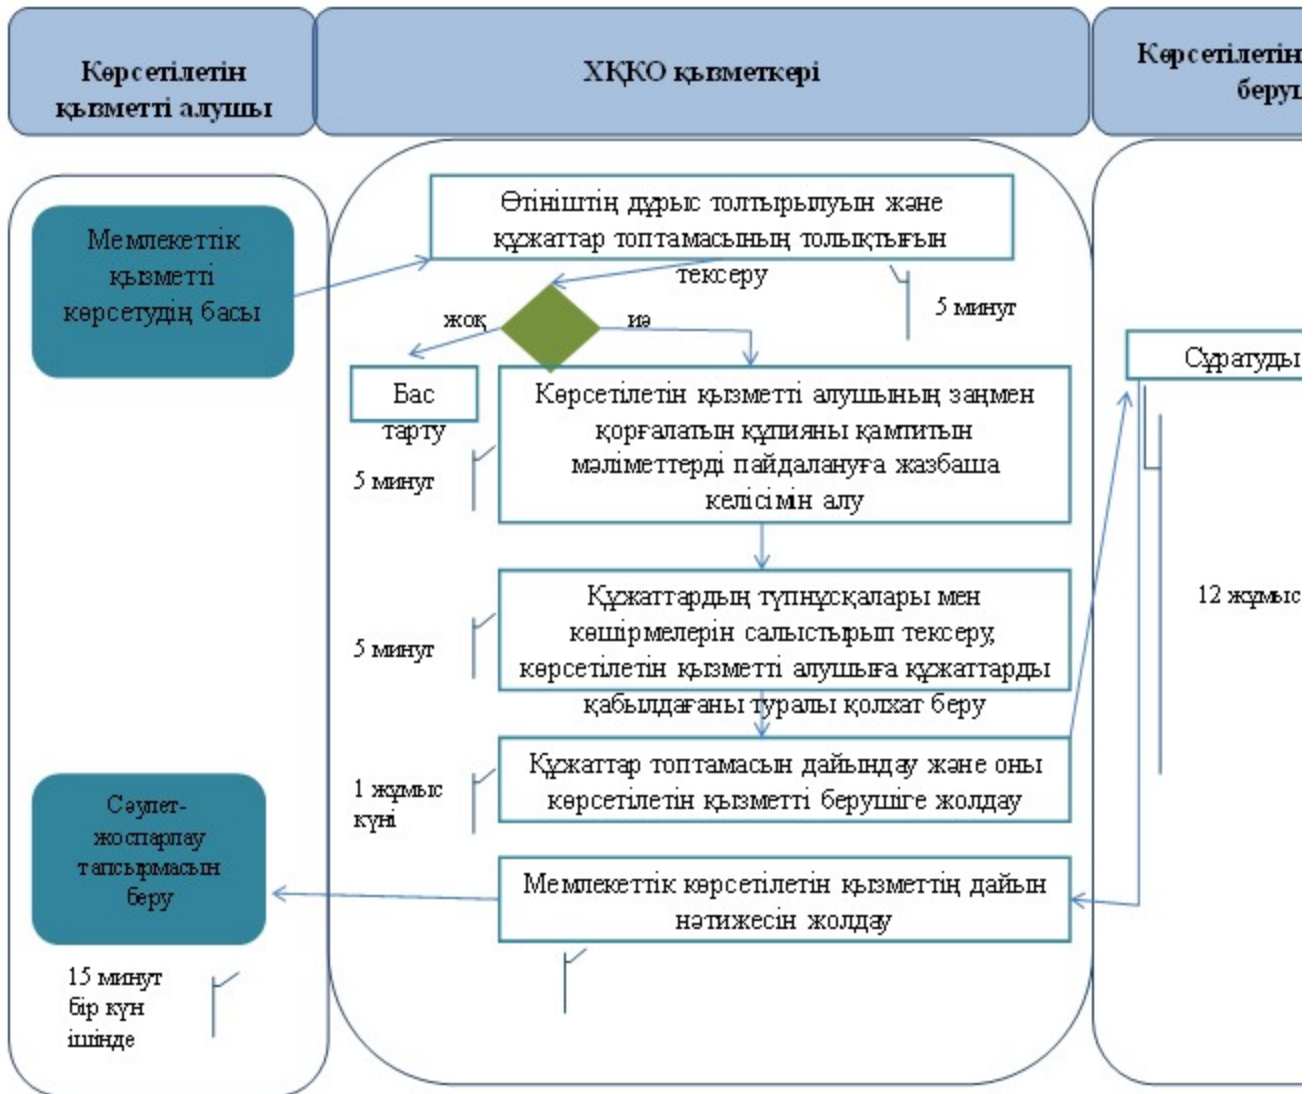 Көрсетілетін
қызметті алушы
ХҚКО қызметкері
Көрсетілетін
Мемлекеттік
қызметті
көрсетудің басы
Өтініштің дұрыс толтырылуын және
құжаттар топтамасының толықтығын
тексеру
5 минут
жоқ
иә
Бас
тарту
Көрсетілетін қызметті алушының заңмен
қорғалатын құпияны қамтитын
мәліметтерді пайдалануға жазбаша
келісімін алу
5 минут
Сұратуды
12 жұмыс
Құжаттардың түпнұсқалары мен
көшірмелерін салыстырып тексеру,
көрсетілетін қызметті алушыға құжаттарды
қабылдағаны туралы қолхат беру
5 минут
Құжаттар топтамасын дайындау және оны
көрсетілетін қызметті берушіге жолдау
1 жұмыс
күні
Мемлекеттік көрсетілетін қызметтің дайын
нәтижесін жолдау
Сәулет-
жоспарлау
тапсырмасын
беру
15 минут
бір күн
ішінде